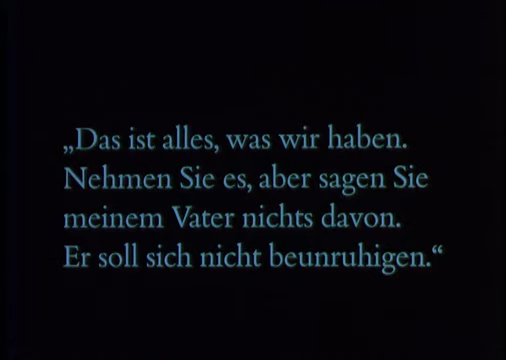 „Das ist alles, was wir haben.
Nehmen Sie es, aber sagen Sie
meinem Vater nichts davon.
Er soll sich nicht beunruhigen.“